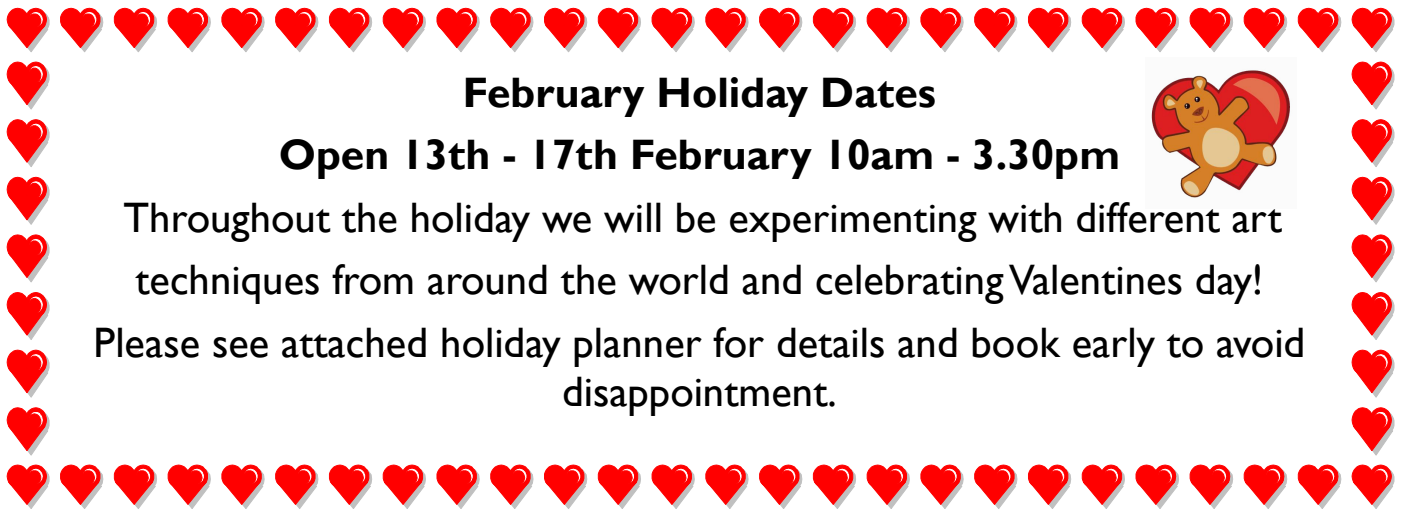 February Holiday Dates
Open 13th - 17th February 10am - 3.30pm
Throughout the holiday we will be experimenting with different art
techniques from around the world and celebrating Valentines day!
Please see attached holiday planner for details and book early to avoid
disappointment.